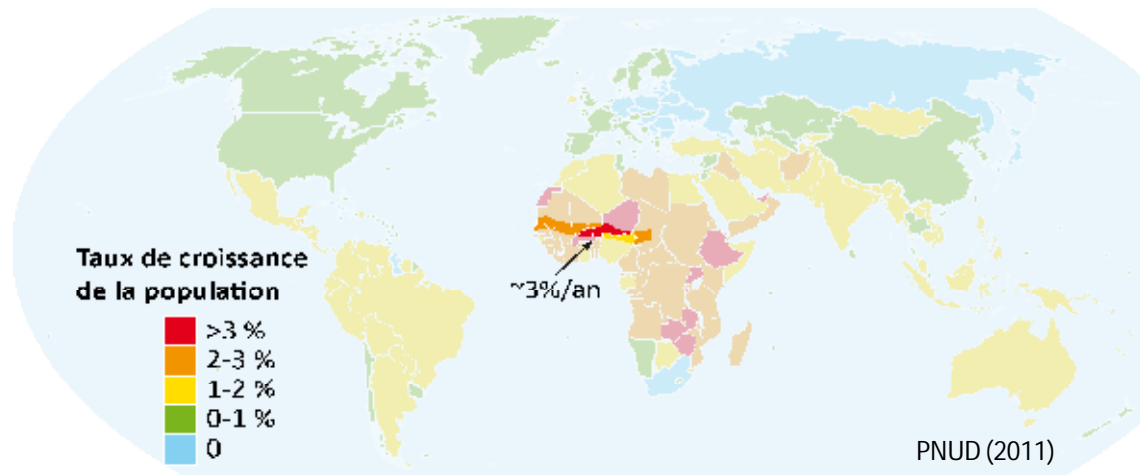 ~3%/an
Taux de croissance
de la population
>3 %
2-3 %
1-2 %
0-1 %
0
PNUD (2011)